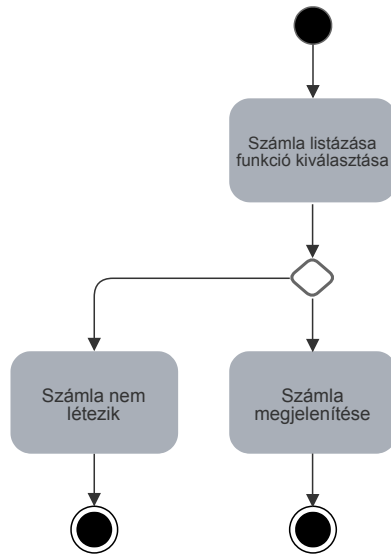 Számla listázása
funkció kiválasztása
Számla nem
létezik
Számla
megjelenítése